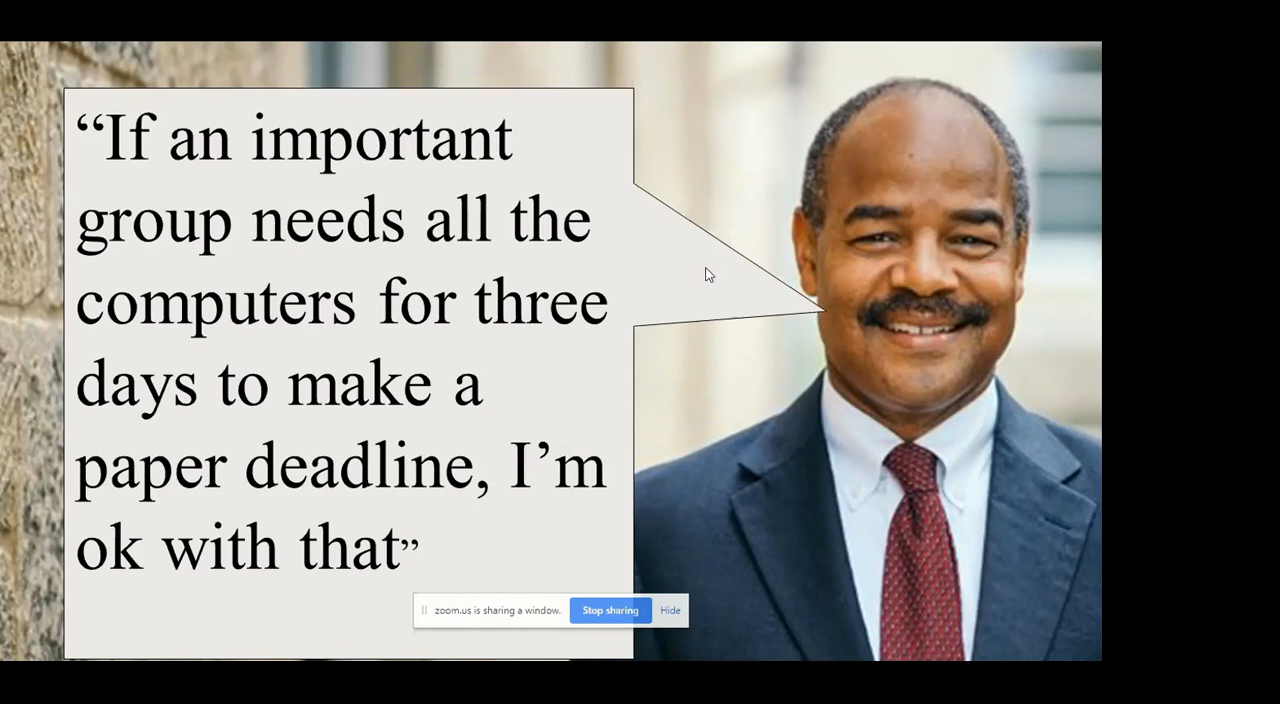 “If an important
group needs all the
computers for three
days to make a
paper deadline, I’m
ok with that”
zoom.us is sharing a window. Stop sharing Hide